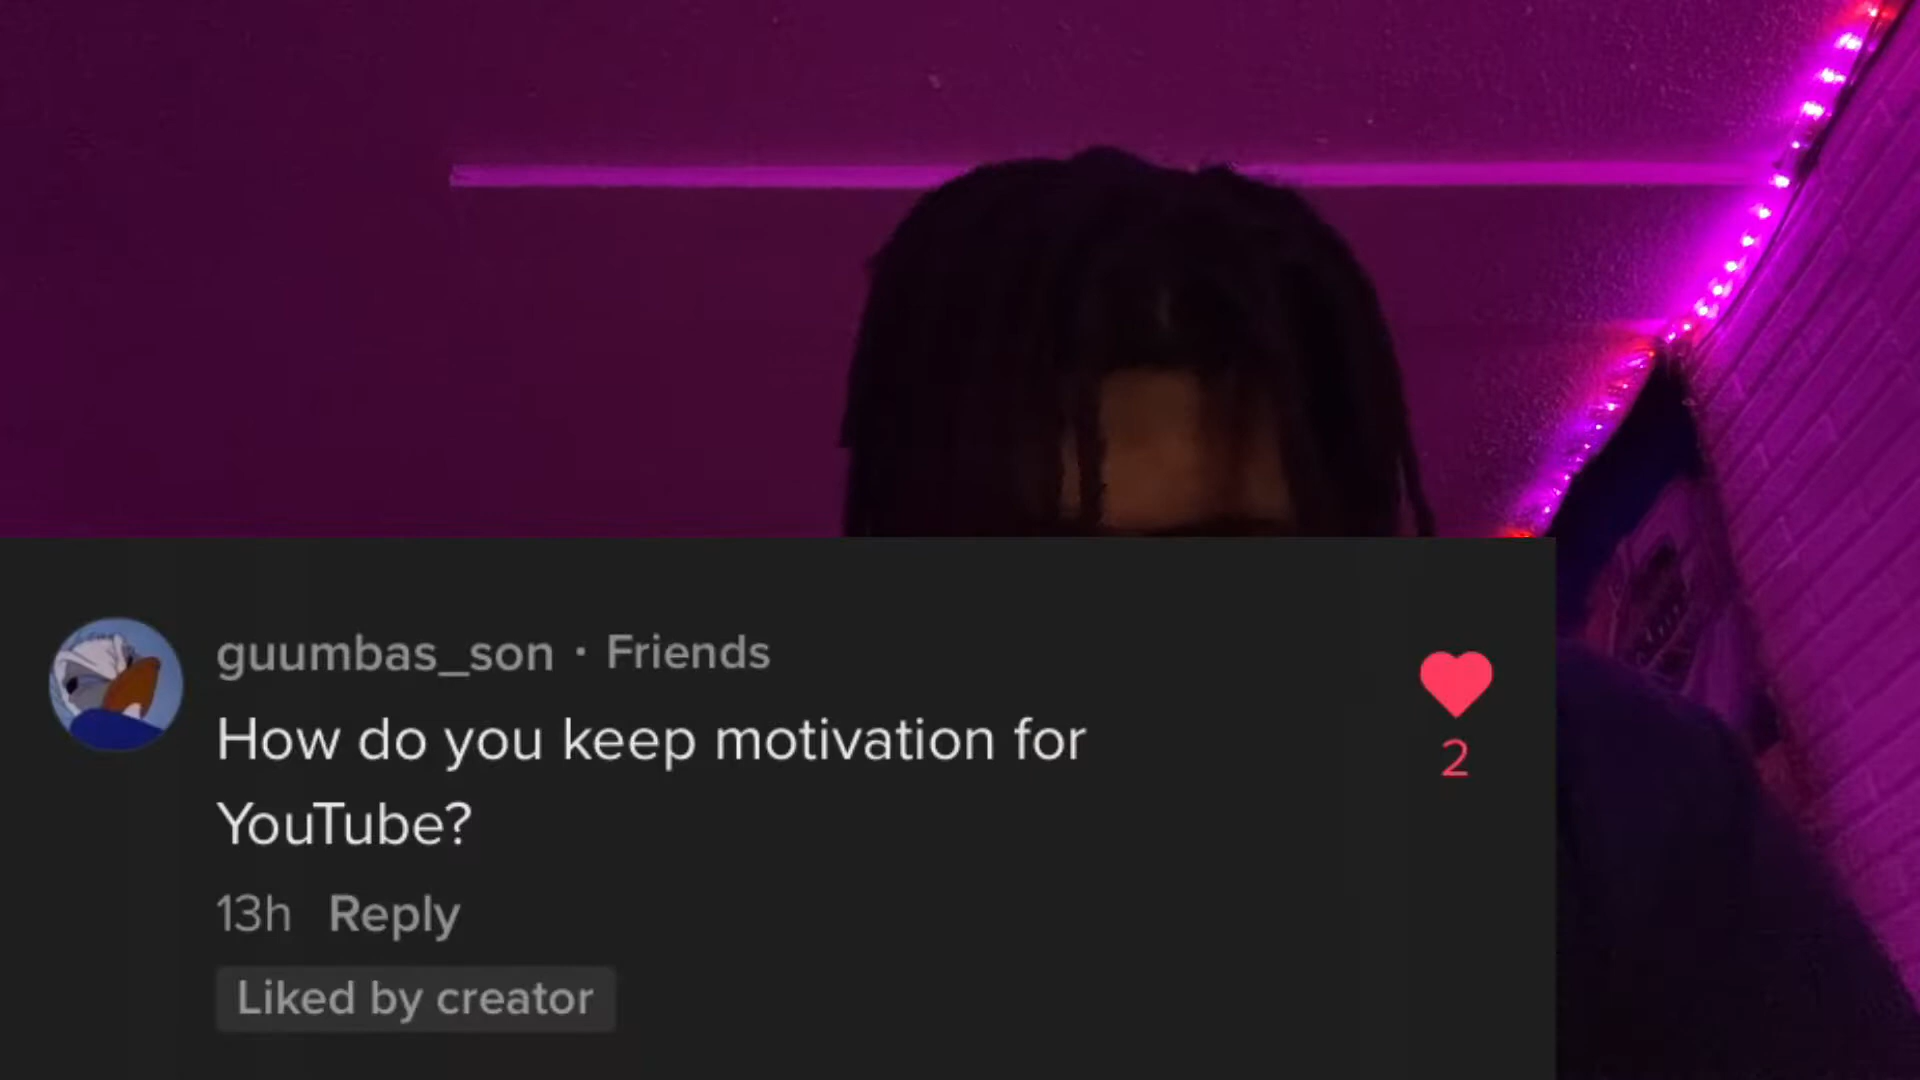 guumbas_son · Friends
How do you keep motivation for
YouTube?
2
13h Reply
Liked by creator